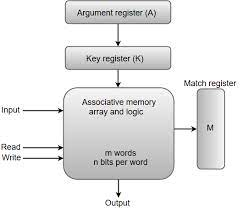 Argument register (A)
Key register (K)
Match register
Input
Associative memory
array and logic
M
Read
Write
m words
n bits per word
Output